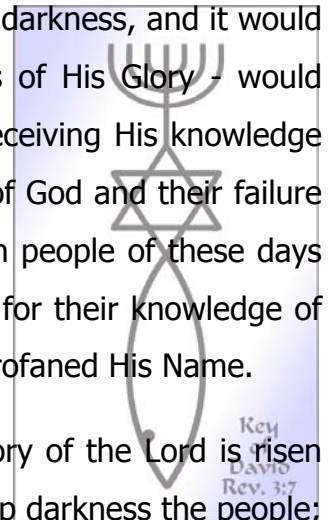 darkness, and it would
s of His Glory - would
eceiving His knowledge
of God and their failure
n people of these days
for their knowledge of
rofaned His Name.
ory of the Lord is risen
p darkness the people:
Key
of
David
Rev. 3:7